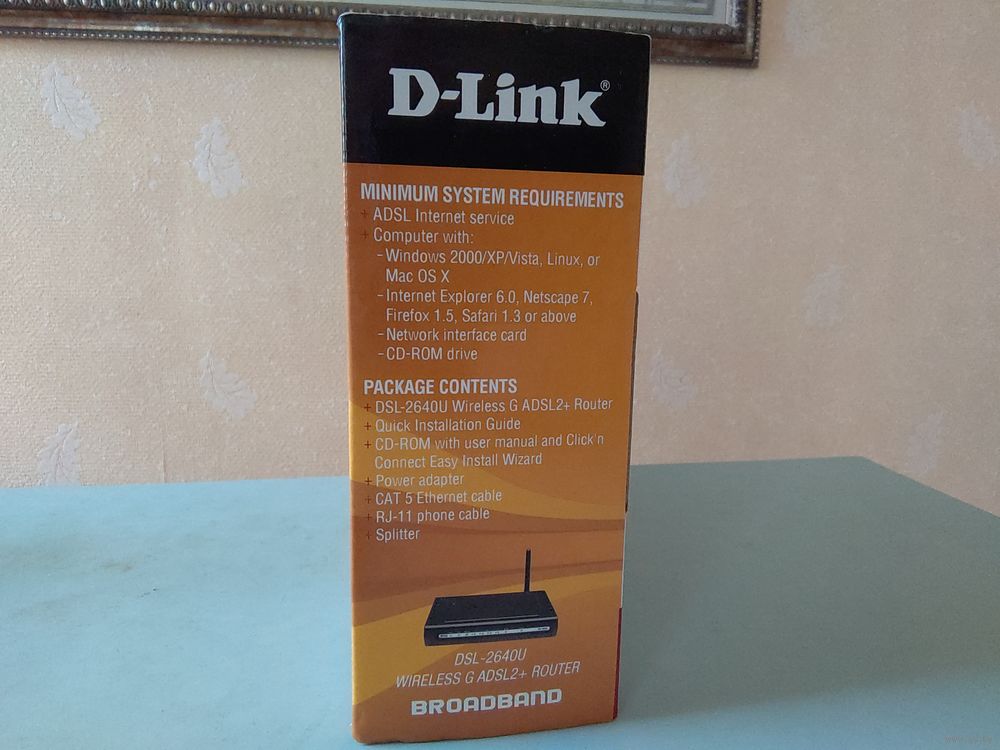 D-Link®
MINIMUM SYSTEM REQUIREMENTS
+ ADSL Internet service
+ Computer with:
- Windows 2000/XP/Vista, Linux, or
Mac OS X
- Internet Explorer 6.0, Netscape 7,
Firefox 1.5, Safari 1.3 or above
- Network interface card
- CD-ROM drive
PACKAGE CONTENTS
+ DSL-2640U Wireless G ADSL2+ Router
+ Quick Installation Guide
+ CD-ROM with user manual and Click'n
Connect Easy Install Wizard
+ Power adapter
+ CAT 5 Ethernet cable
+ RJ-11 phone cable
+ Splitter
DSL-2640U
WIRELESS G ADSL2+ ROUTER
BROADBAND